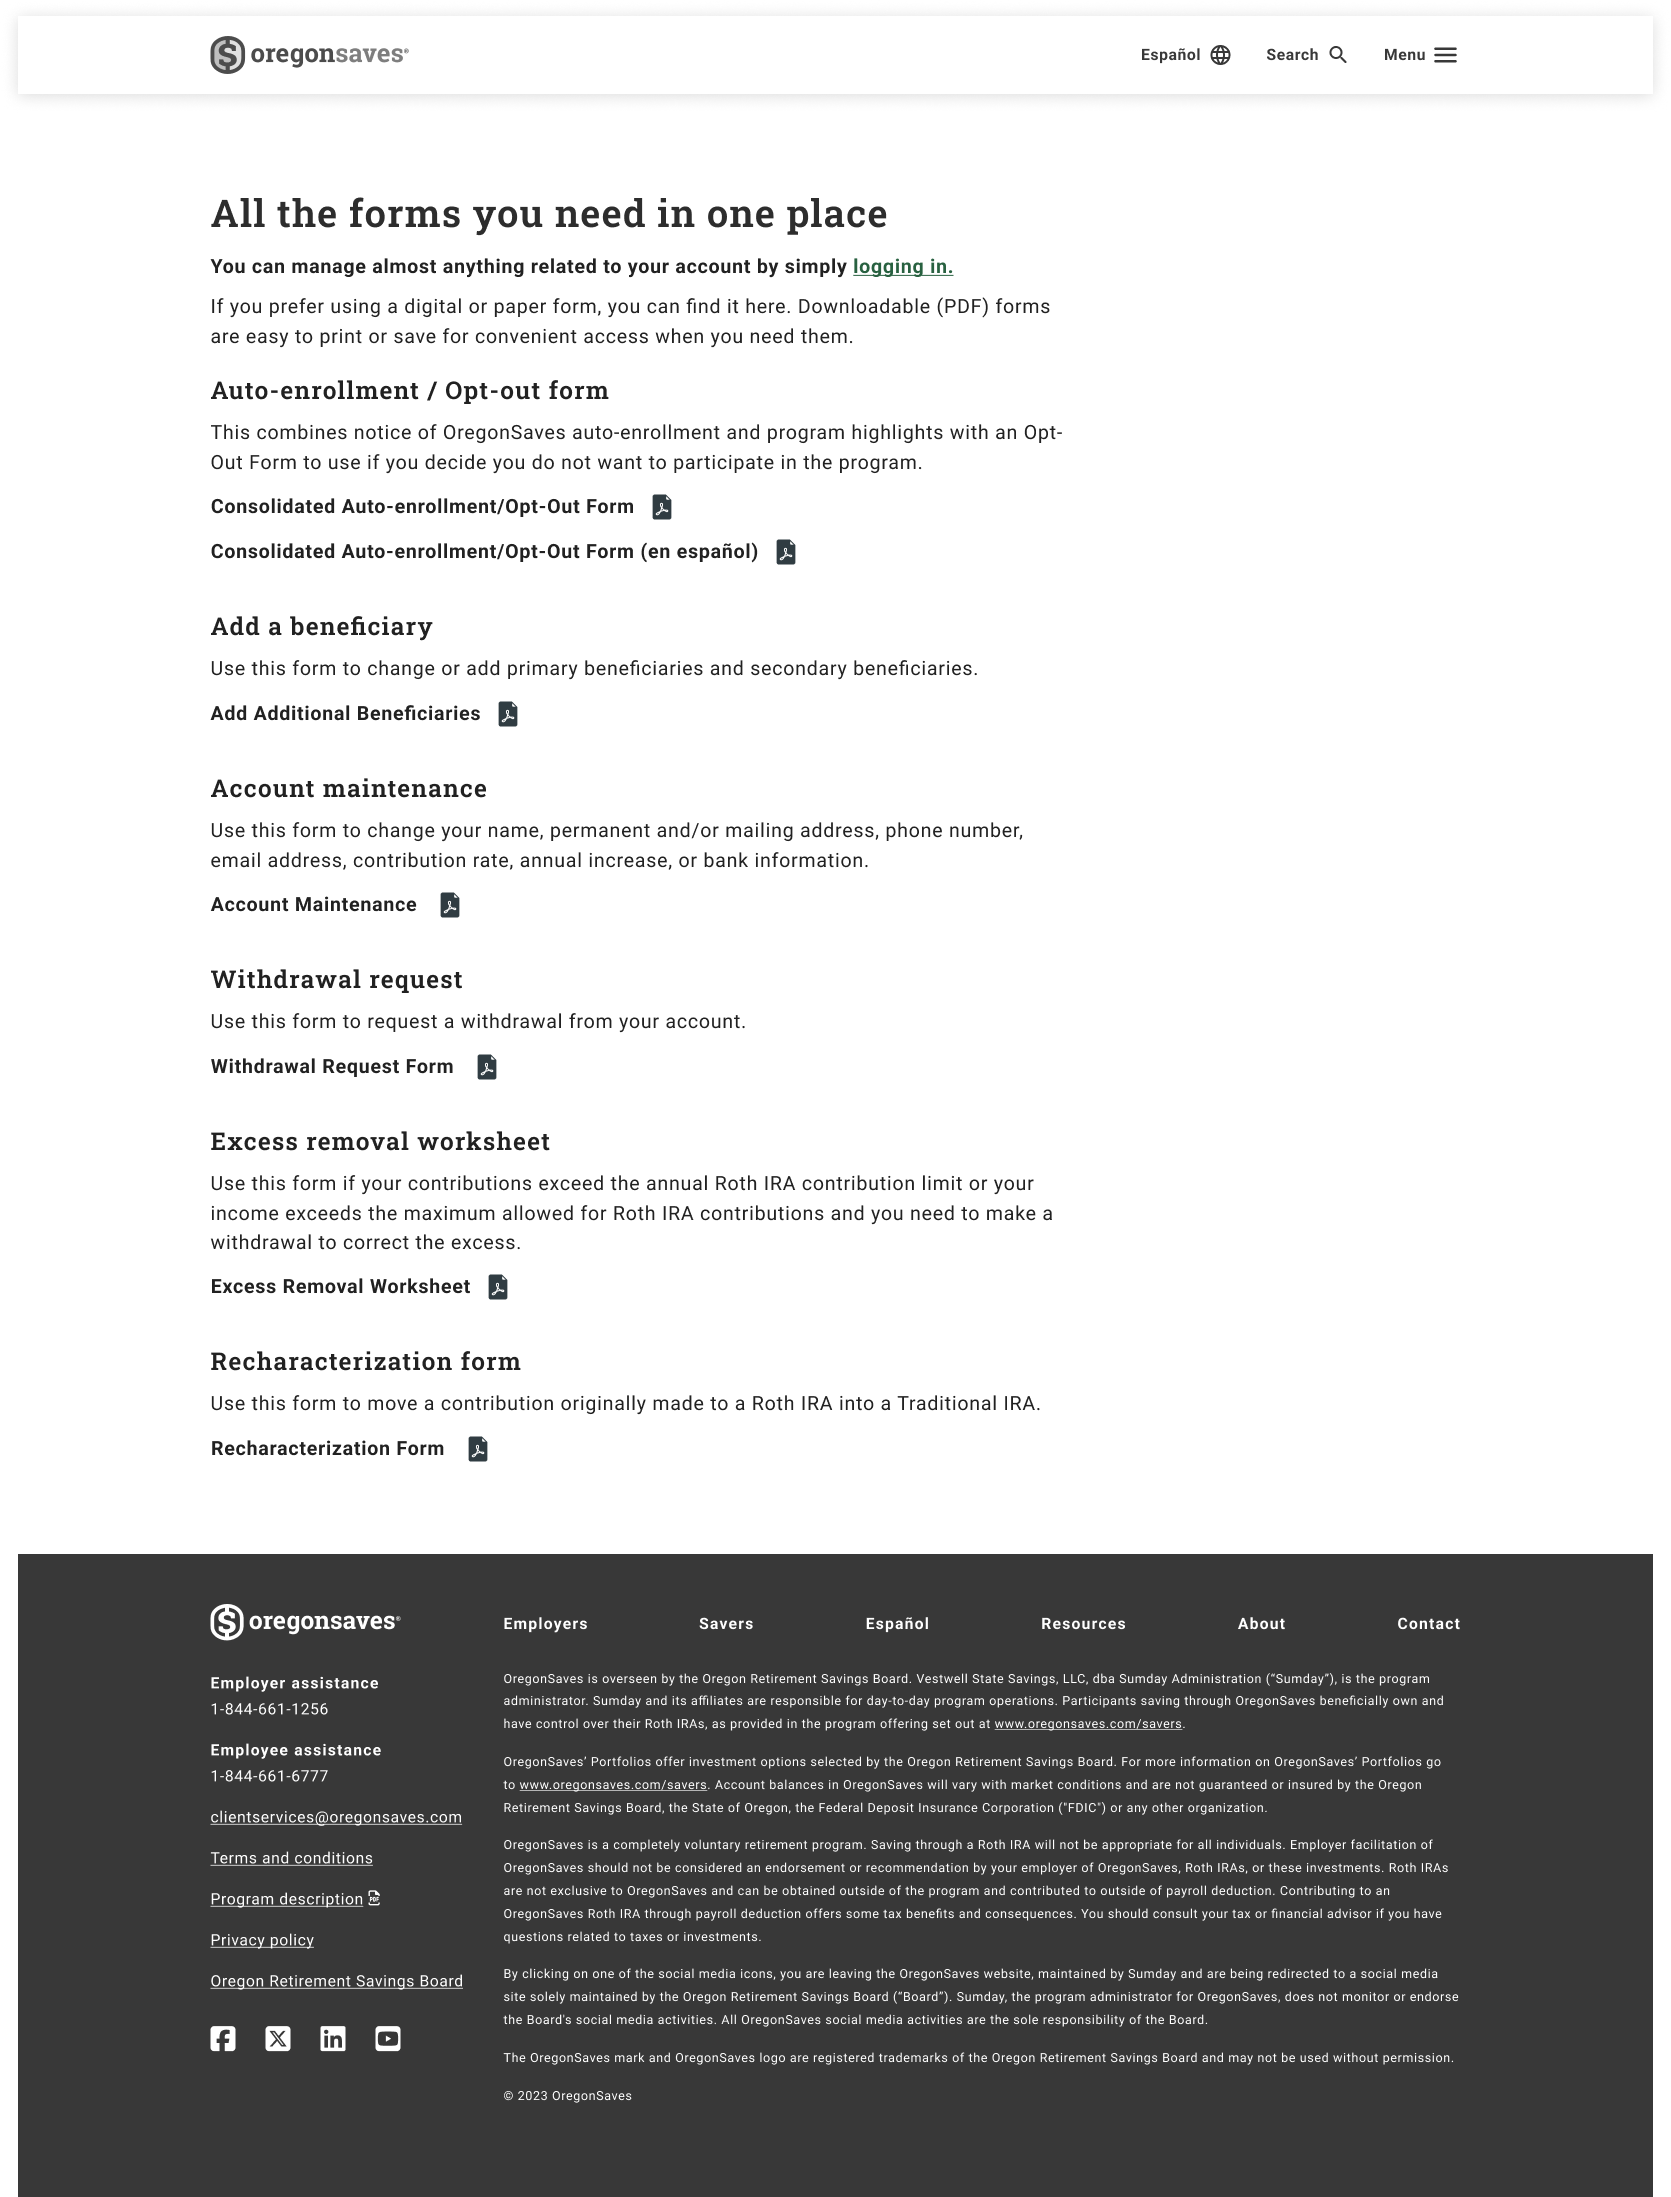 oregonsaves®
Español
Search
Menu
All the forms you need in one place
You can manage almost anything related to your account by simply logging in.
If you prefer using a digital or paper form, you can find it here. Downloadable (PDF) forms
are easy to print or save for convenient access when you need them.
Auto-enrollment / Opt-out form
This combines notice of OregonSaves auto-enrollment and program highlights with an Opt-
Out Form to use if you decide you do not want to participate in the program.
Consolidated Auto-enrollment/Opt-Out Form
Consolidated Auto-enrollment/Opt-Out Form (en español)
Add a beneficiary
Use this form to change or add primary beneficiaries and secondary beneficiaries.
Add Additional Beneficiaries
Account maintenance
Use this form to change your name, permanent and/or mailing address, phone number,
email address, contribution rate, annual increase, or bank information.
Account Maintenance
Withdrawal request
Use this form to request a withdrawal from your account.
Withdrawal Request Form
Excess removal worksheet
Use this form if your contributions exceed the annual Roth IRA contribution limit or your
income exceeds the maximum allowed for Roth IRA contributions and you need to make a
withdrawal to correct the excess.
Excess Removal Worksheet
Recharacterization form
Use this form to move a contribution originally made to a Roth IRA into a Traditional IRA.
Recharacterization Form
oregonsaves®
Employer assistance
1-844-661-1256
Employee assistance
1-844-661-6777
clientservices@oregonsaves.com
Terms and conditions
Program description
Privacy policy
Oregon Retirement Savings Board
Employers
Savers
Español
Resources
About
Contact
OregonSaves is overseen by the Oregon Retirement Savings Board. Vestwell State Savings, LLC, dba Sumday Administration (“Sumday”), is the program
administrator. Sumday and its affiliates are responsible for day-to-day program operations. Participants saving through OregonSaves beneficially own and
have control over their Roth IRAs, as provided in the program offering set out at www.oregonsaves.com/savers.
OregonSaves’ Portfolios offer investment options selected by the Oregon Retirement Savings Board. For more information on OregonSaves’ Portfolios go
to www.oregonsaves.com/savers. Account balances in OregonSaves will vary with market conditions and are not guaranteed or insured by the Oregon
Retirement Savings Board, the State of Oregon, the Federal Deposit Insurance Corporation ("FDIC") or any other organization.
OregonSaves is a completely voluntary retirement program. Saving through a Roth IRA will not be appropriate for all individuals. Employer facilitation of
OregonSaves should not be considered an endorsement or recommendation by your employer of OregonSaves, Roth IRAs, or these investments. Roth IRAs
are not exclusive to OregonSaves and can be obtained outside of the program and contributed to outside of payroll deduction. Contributing to an
OregonSaves Roth IRA through payroll deduction offers some tax benefits and consequences. You should consult your tax or financial advisor if you have
questions related to taxes or investments.
By clicking on one of the social media icons, you are leaving the OregonSaves website, maintained by Sumday and are being redirected to a social media
site solely maintained by the Oregon Retirement Savings Board (“Board”). Sumday, the program administrator for OregonSaves, does not monitor or endorse
the Board's social media activities. All OregonSaves social media activities are the sole responsibility of the Board.
The OregonSaves mark and OregonSaves logo are registered trademarks of the Oregon Retirement Savings Board and may not be used without permission.
© 2023 OregonSaves